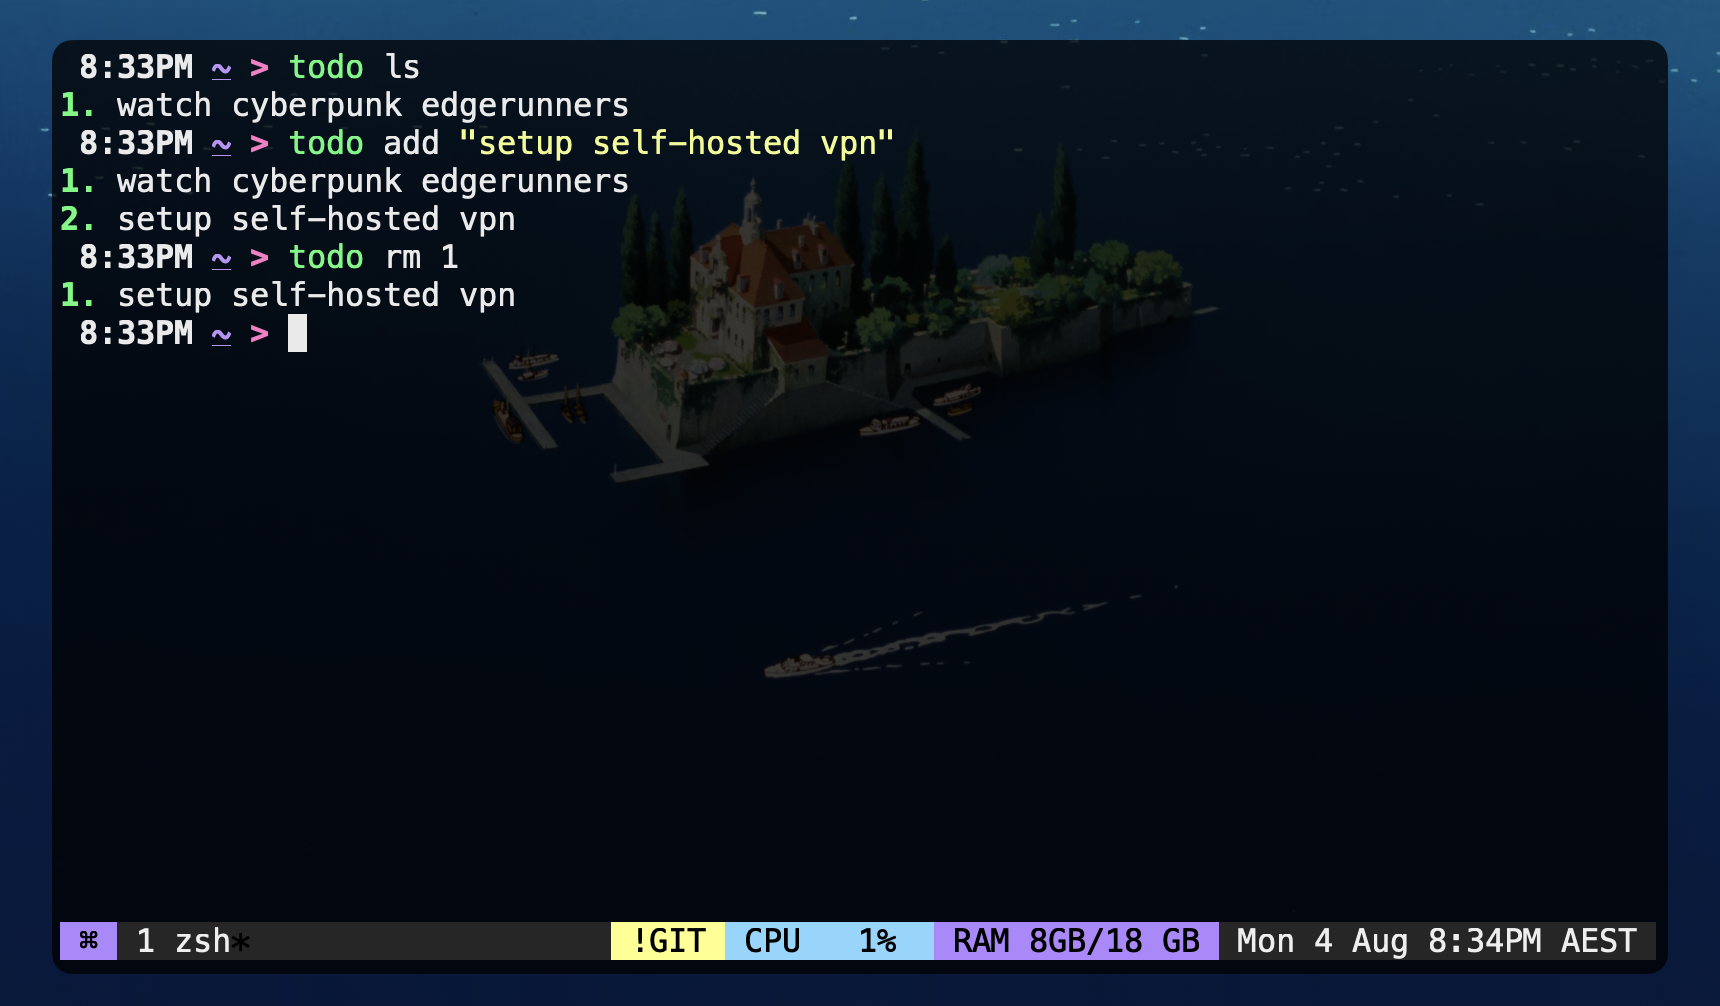 8:33PM ~ > todo ls
1. watch cyberpunk edgerunners
8:33PM ~ > todo add "setup self-hosted vpn"
1. watch cyberpunk edgerunners
2. setup self-hosted vpn
8:33PM ~ > todo rm 1
1. setup self-hosted vpn
8:33PM ~ >
⌘ 1 zsh* !GIT CPU 1% RAM 8GB/18 GB Mon 4 Aug 8:34PM AEST